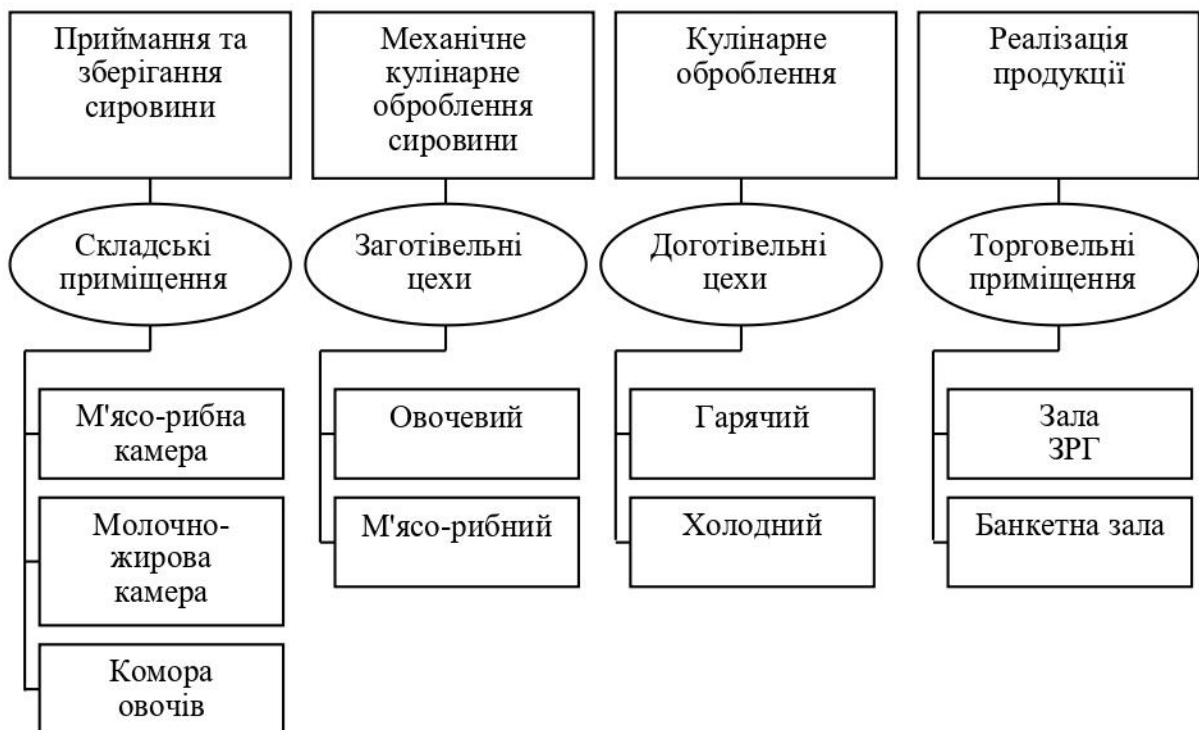 Приймання та
зберігання
сировини
Механічне
кулінарне
оброблення
сировини
Кулінарне
оброблення
Реалізація
продукції
Складські
приміщення
Заготівельні
цехи
Доготівельні
цехи
Торговельні
приміщення
М'ясо-рибна
камера
Овочевий
Гарячий
Зала
ЗРГ
Молочно-
жирова
камера
М'ясо-рибний
Холодний
Банкетна зала
Комора
овочів